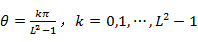 θ = kπ / (L² − 1) , k = 0,1,⋯, L² − 1